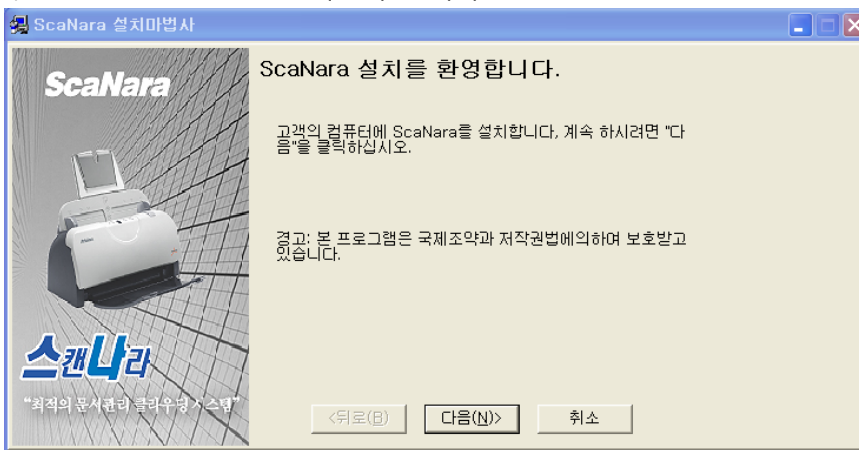 ScaNara 설치마법사
ScaNara
스캔나라
"최적의 문서관리 클라우딩시스템"
ScaNara 설치를 환영합니다.
고객의 컴퓨터에 ScaNara를 설치합니다, 계속 하시려면 "다
음"을 클릭하십시오.
경고: 본 프로그램은 국제조약과 저작권법에의하여 보호받고
있습니다.
<뒤로(B)
다음(N)>
취소